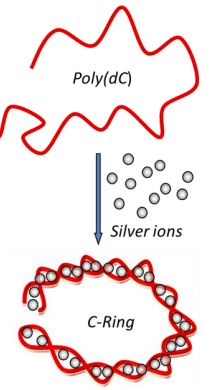 Poly(dC)
Silver ions
C-Ring